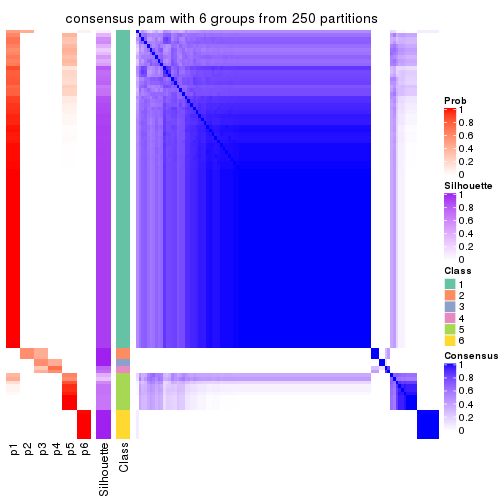 consensus pam with 6 groups from 250 partitions
Prob
1
0.8
0.6
0.4
0.2
0
Silhouette
1
0.8
0.6
0.4
0.2
0
Class
1
2
3
4
5
6
Consensus
1
0.8
0.6
0.4
0.2
0
p1
p2
p3
p4
p5
p6
Silhouette
Class